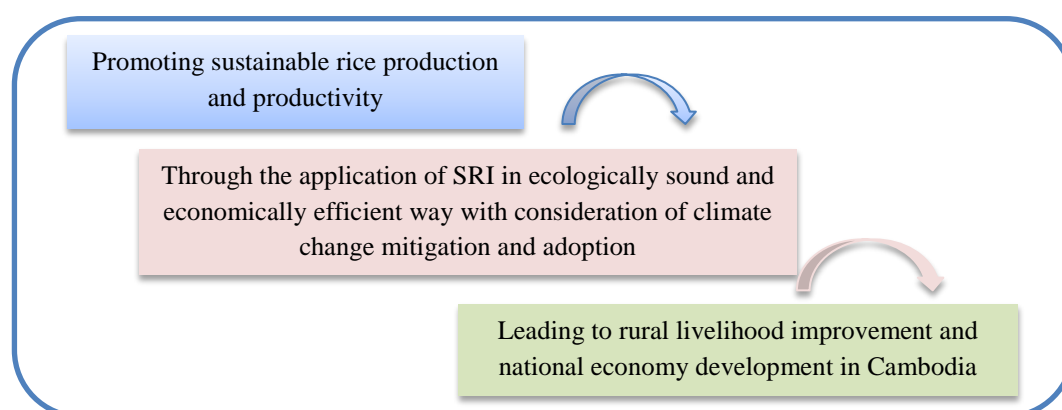 Promoting sustainable rice production
and productivity
Through the application of SRI in ecologically sound and
economically efficient way with consideration of climate
change mitigation and adoption
Leading to rural livelihood improvement and
national economy development in Cambodia